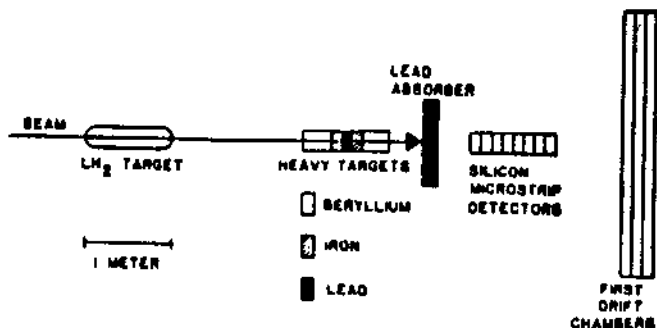 BEAM
LH2 TARGET
1 METER
HEAVY TARGETS
BERYLLIUM
IRON
LEAD
LEAD
ABSORBER
SILICON
MICROSTRIP
DETECTORS
FIRST
DRIFT
CHAMBERS